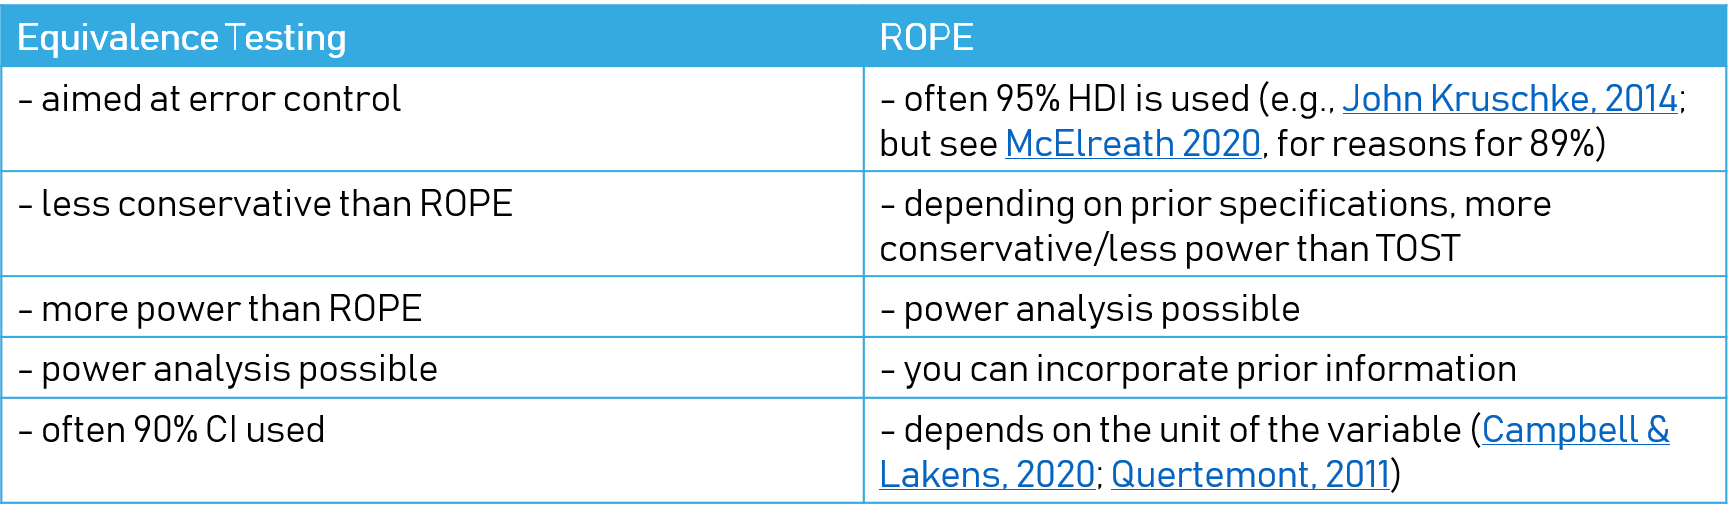 Equivalence Testing
ROPE
- aimed at error control
- often 95% HDI is used (e.g., John Kruschke, 2014;
but see McElreath 2020, for reasons for 89%)
- less conservative than ROPE
- depending on prior specifications, more
conservative/less power than TOST
- more power than ROPE
- power analysis possible
- power analysis possible
- you can incorporate prior information
- often 90% CI used
- depends on the unit of the variable (Campbell &
Lakens, 2020; Quertemont, 2011)